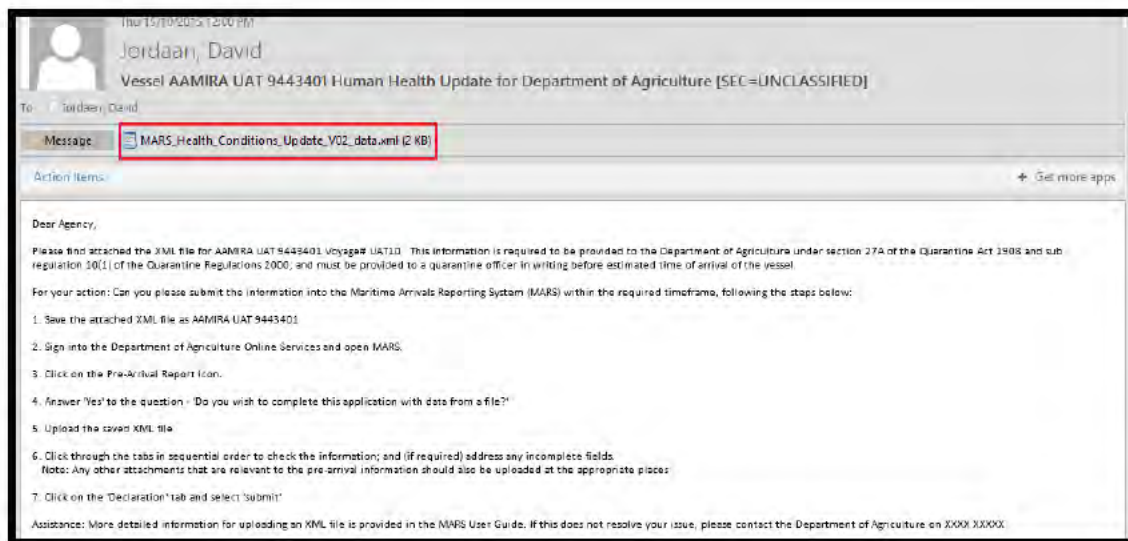 Thu 15/10/2015 12:00 PM
Jordaan, David
Vessel AAMIRA UAT 9443401 Human Health Update for Department of Agriculture [SEC=UNCLASSIFIED]
To Jordaan, David
Message MARS_Health_Conditions_Update_V02_data.xml (2 KB)
Action Items + Get more apps
Dear Agency,
Please find attached the XML file for AAMIRA UAT 9443401 Voyage# UAT10. This information is required to be provided to the Department of Agriculture under section 27A of the Quarantine Act 1908 and sub
regulation 10(1) of the Quarantine Regulations 2000, and must be provided to a quarantine officer in writing before estimated time of arrival of the vessel.
For your action: Can you please submit the information into the Maritime Arrivals Reporting System (MARS) within the required timeframe, following the steps below:
1. Save the attached XML file as AAMIRA UAT 9443401
2. Sign into the Department of Agriculture Online Services and open MARS.
3. Click on the Pre-Arrival Report icon.
4. Answer 'Yes' to the question - 'Do you wish to complete this application with data from a file?'
5. Upload the saved XML file
6. Click through the tabs in sequential order to check the information; and (if required) address any incomplete fields.
Note: Any other attachments that are relevant to the pre-arrival information should also be uploaded at the appropriate places
7. Click on the 'Declaration' tab and select 'submit'
Assistance: More detailed information for uploading an XML file is provided in the MARS User Guide. If this does not resolve your issue, please contact the Department of Agriculture on XXXX XXXXX